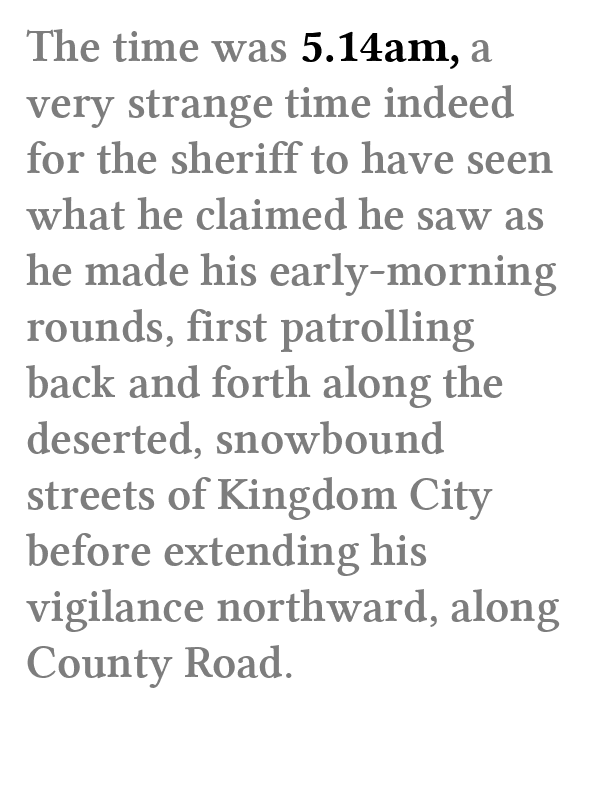 The time was 5.14am, a
very strange time indeed
for the sheriff to have seen
what he claimed he saw as
he made his early-morning
rounds, first patrolling
back and forth along the
deserted, snowbound
streets of Kingdom City
before extending his
vigilance northward, along
County Road.